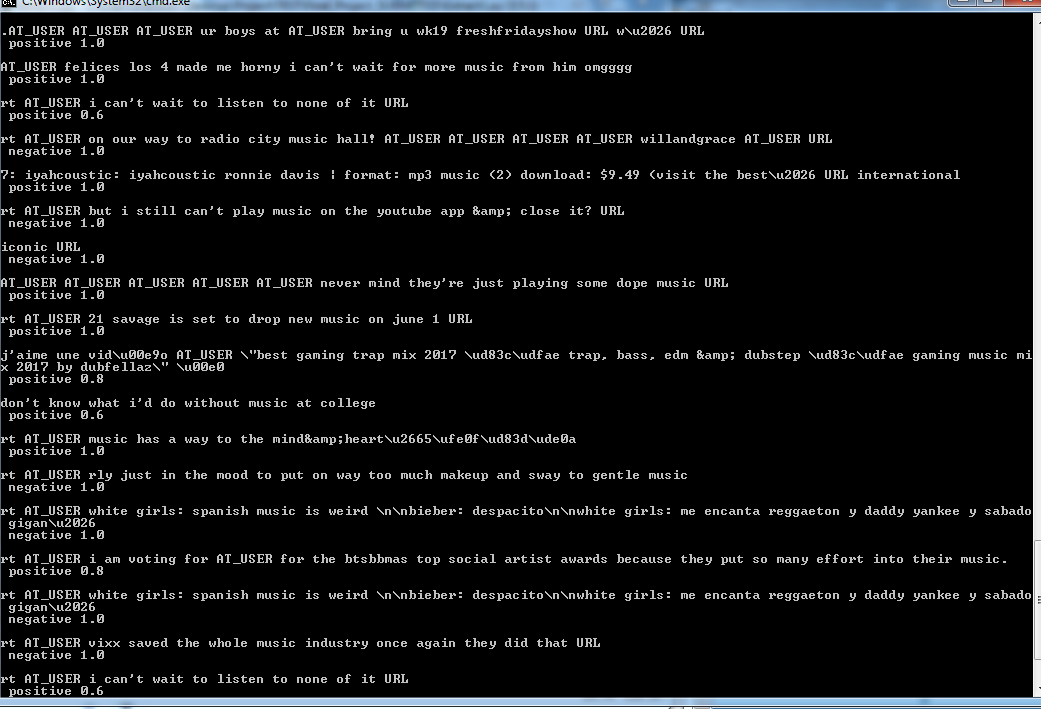 C:\Windows\System32\cmd.exe
.AT_USER AT_USER AT_USER ur boys at AT_USER bring u wk19 freshfridayshow URL w\u2026 URL
positive 1.0
AT_USER felices los 4 made me horny i can't wait for more music from him omgggg
positive 1.0
rt AT_USER i can't wait to listen to none of it URL
positive 0.6
rt AT_USER on our way to radio city music hall! AT_USER AT_USER AT_USER AT_USER willandgrace AT_USER URL
negative 1.0
7: iyahcoustic: iyahcoustic ronnie davis | format: mp3 music (2) download: $9.49 (visit the best\u2026 URL international
positive 1.0
rt AT_USER but i still can't play music on the youtube app &amp; close it? URL
negative 1.0
iconic URL
negative 1.0
AT_USER AT_USER AT_USER AT_USER AT_USER never mind they're just playing some dope music URL
positive 1.0
rt AT_USER 21 savage is set to drop new music on june 1 URL
positive 1.0
j'aime une vid\u00e9o AT_USER \"best gaming trap mix 2017 \ud83c\udfae trap, bass, edm &amp; dubstep \ud83c\udfae gaming music mi
x 2017 by dubfellaz\" \u00e0
positive 0.8
don't know what i'd do without music at college
positive 0.6
rt AT_USER music has a way to the mind&amp;heart\u2665\ufe0f\ud83d\ude0a
positive 1.0
rt AT_USER rly just in the mood to put on way too much makeup and sway to gentle music
negative 1.0
rt AT_USER white girls: spanish music is weird \n\nbieber: despacito\n\nwhite girls: me encanta reggaeton y daddy yankee y sabado
gigan\u2026
negative 1.0
rt AT_USER i am voting for AT_USER for the btsbbmas top social artist awards because they put so many effort into their music.
positive 0.8
rt AT_USER white girls: spanish music is weird \n\nbieber: despacito\n\nwhite girls: me encanta reggaeton y daddy yankee y sabado
gigan\u2026
negative 1.0
rt AT_USER vixx saved the whole music industry once again they did that URL
negative 1.0
rt AT_USER i can't wait to listen to none of it URL
positive 0.6